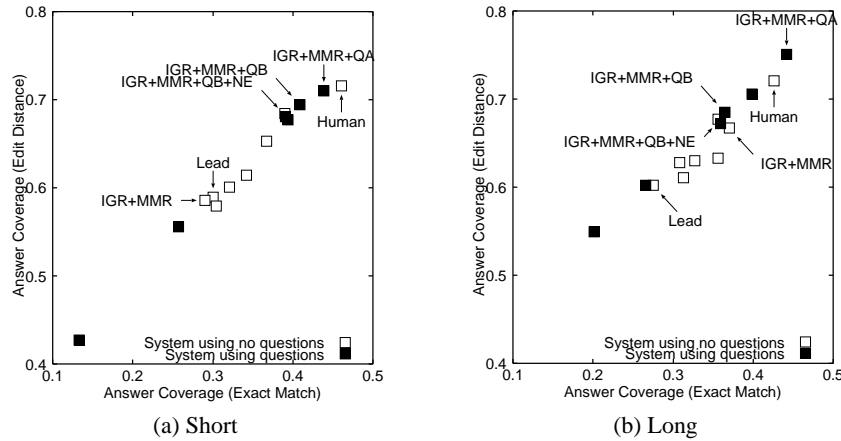 0.8
0.7
0.6
0.5
0.4
0.1
0.2
0.3
0.4
0.5
Answer Coverage (Edit Distance)
Answer Coverage (Exact Match)
IGR+MMR+QA
IGR+MMR+QB
IGR+MMR+QB+NE
Human
Lead
IGR+MMR
System using no questions
System using questions
(a) Short
0.8
0.7
0.6
0.5
0.4
0.1
0.2
0.3
0.4
0.5
Answer Coverage (Edit Distance)
Answer Coverage (Exact Match)
IGR+MMR+QA
IGR+MMR+QB
Human
IGR+MMR+QB+NE
IGR+MMR
Lead
System using no questions
System using questions
(b) Long